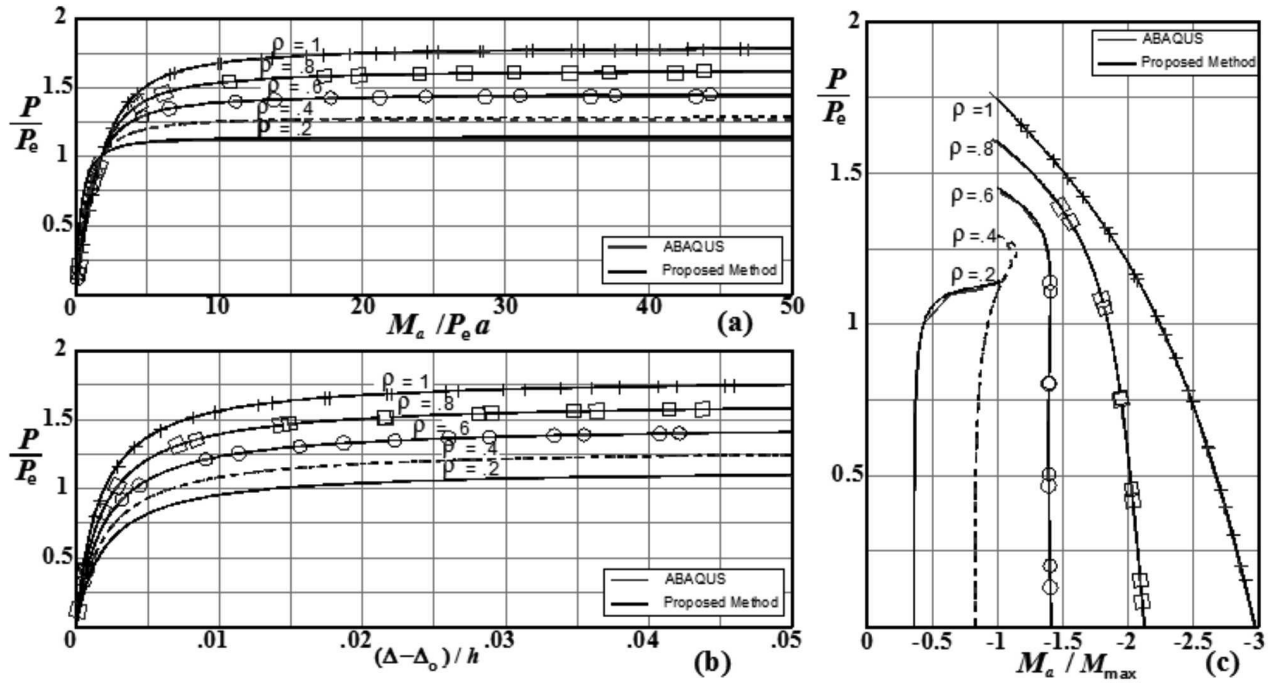 2
P/Pe
1.5
1
0.5
0
10
20
30
40
50
ρ = .1
ρ = .8
ρ = .6
ρ = .4
ρ = .2
ABAQUS
Proposed Method
Ma /Pe a
(a)
2
P/Pe
1.5
1
0.5
0
.01
.02
.03
.04
.05
ρ = 1
ρ = .8
ρ = .6
ρ = .4
ρ = .2
ABAQUS
Proposed Method
(Δ−Δo)/ h
(b)
2
P/Pe
1.5
1
0.5
0
0
-0.5
-1
-1.5
-2
-2.5
-3
ABAQUS
Proposed Method
ρ =1
ρ =.8
ρ =.6
ρ =.4
ρ =.2
Ma / Mmax
(c)